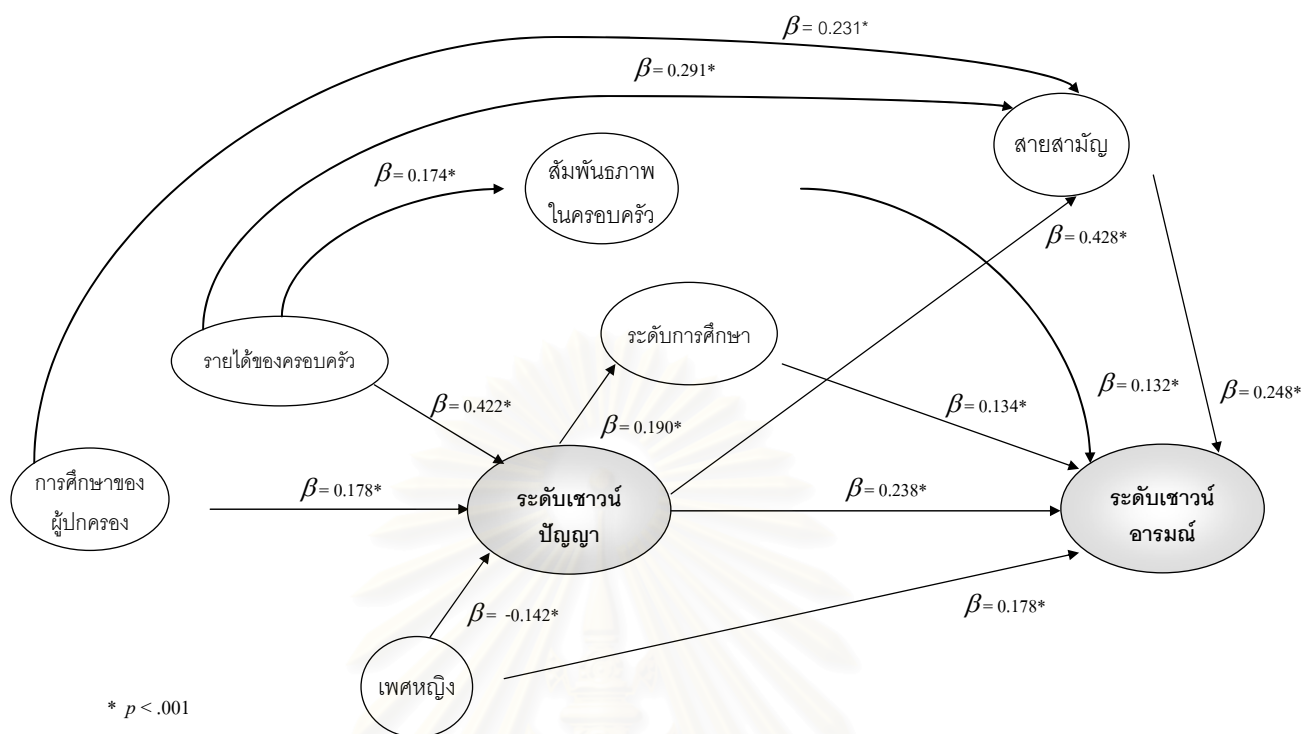 β = 0.231*
β = 0.291*
สายสามัญ
β = 0.174*
สัมพันธภาพ
ในครอบครัว
β = 0.428*
ระดับการศึกษา
รายได้ของครอบครัว
β = 0.422*
β = 0.190*
β = 0.134*
β = 0.132*
β = 0.248*
การศึกษาของ
ผู้ปกครอง
β = 0.178*
ระดับเชาวน์
ปัญญา
β = 0.238*
ระดับเชาวน์
อารมณ์
β = -0.142*
β = 0.178*
เพศหญิง
* p < .001